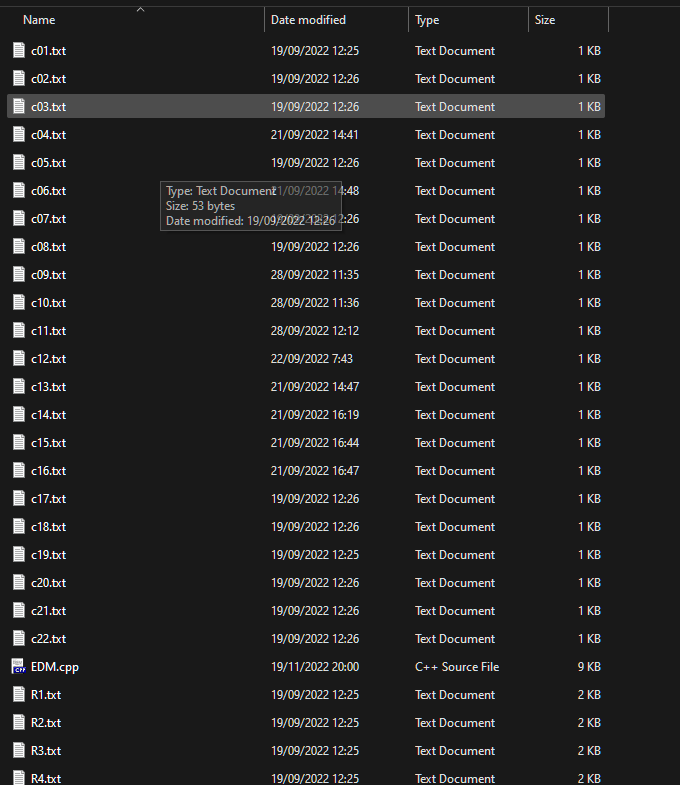 Name Date modified Type Size
c01.txt 19/09/2022 12:25 Text Document 1 KB
c02.txt 19/09/2022 12:26 Text Document 1 KB
c03.txt 19/09/2022 12:26 Text Document 1 KB
c04.txt 21/09/2022 14:41 Text Document 1 KB
c05.txt 19/09/2022 12:26 Text Document 1 KB
c06.txt 21/09/2022 14:48 Text Document 1 KB
Type: Text Document
Size: 53 bytes
Date modified: 19/09/2022 12:26
c07.txt 12:26 Text Document 1 KB
c08.txt 19/09/2022 12:26 Text Document 1 KB
c09.txt 28/09/2022 11:35 Text Document 1 KB
c10.txt 28/09/2022 11:36 Text Document 1 KB
c11.txt 28/09/2022 12:12 Text Document 1 KB
c12.txt 22/09/2022 7:43 Text Document 1 KB
c13.txt 21/09/2022 14:47 Text Document 1 KB
c14.txt 21/09/2022 16:19 Text Document 1 KB
c15.txt 21/09/2022 16:44 Text Document 1 KB
c16.txt 21/09/2022 16:47 Text Document 1 KB
c17.txt 19/09/2022 12:26 Text Document 1 KB
c18.txt 19/09/2022 12:26 Text Document 1 KB
c19.txt 19/09/2022 12:25 Text Document 1 KB
c20.txt 19/09/2022 12:26 Text Document 1 KB
c21.txt 19/09/2022 12:26 Text Document 1 KB
c22.txt 19/09/2022 12:26 Text Document 1 KB
CPP EDM.cpp 19/11/2022 20:00 C++ Source File 9 KB
R1.txt 19/09/2022 12:25 Text Document 2 KB
R2.txt 19/09/2022 12:25 Text Document 2 KB
R3.txt 19/09/2022 12:25 Text Document 2 KB
R4.txt 19/09/2022 12:25 Text Document 2 KB